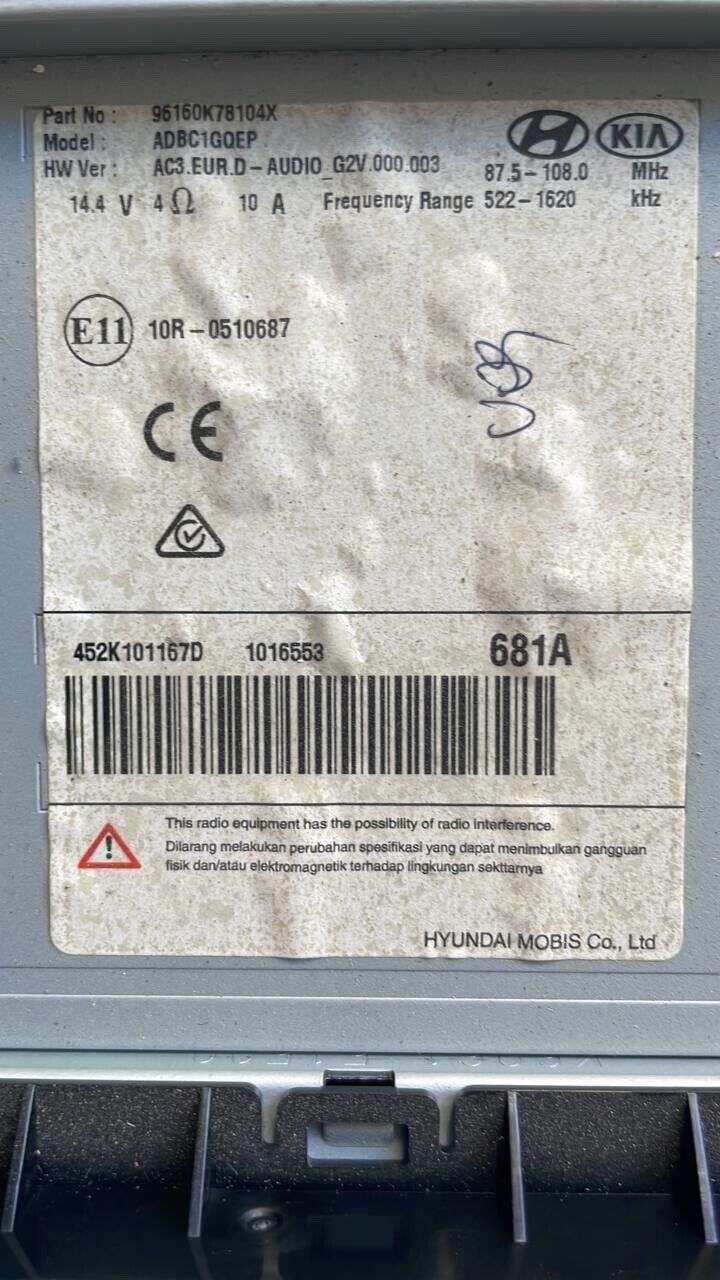 Part No : 96160K78104X
Model : ADBC1GQEP
HW Ver : AC3.EUR.D-AUDIO_G2V.000.003 87.5-108.0 MHz
14.4 V 4Ω 10 A Frequency Range 522-1620 kHz
KIA
E11 10R-0510687
CE
452K101167D 1016553 681A
This radio equipment has the possibility of radio interference.
Dilarang melakukan perubahan spesifikasi yang dapat menimbulkan gangguan
fisik dan/atau elektromagnetik terhadap lingkungan sekttarnya
HYUNDAI MOBIS Co., Ltd